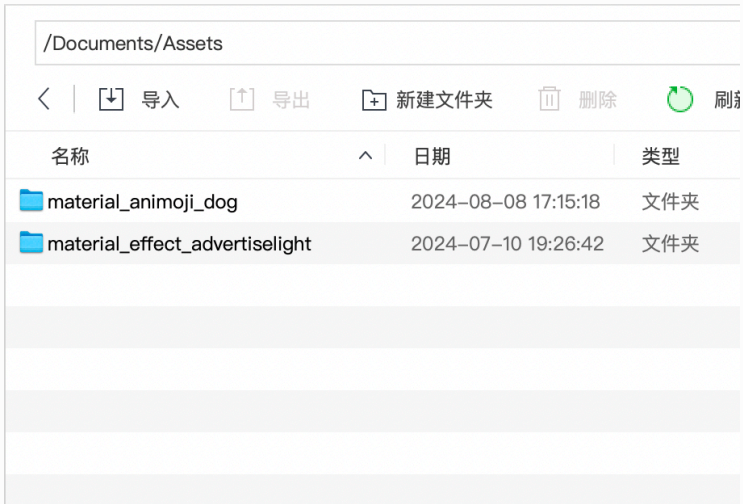 /Documents/Assets
导入 导出 新建文件夹 删除 刷新
名称 日期 类型
material_animoji_dog 2024-08-08 17:15:18 文件夹
material_effect_advertiselight 2024-07-10 19:26:42 文件夹